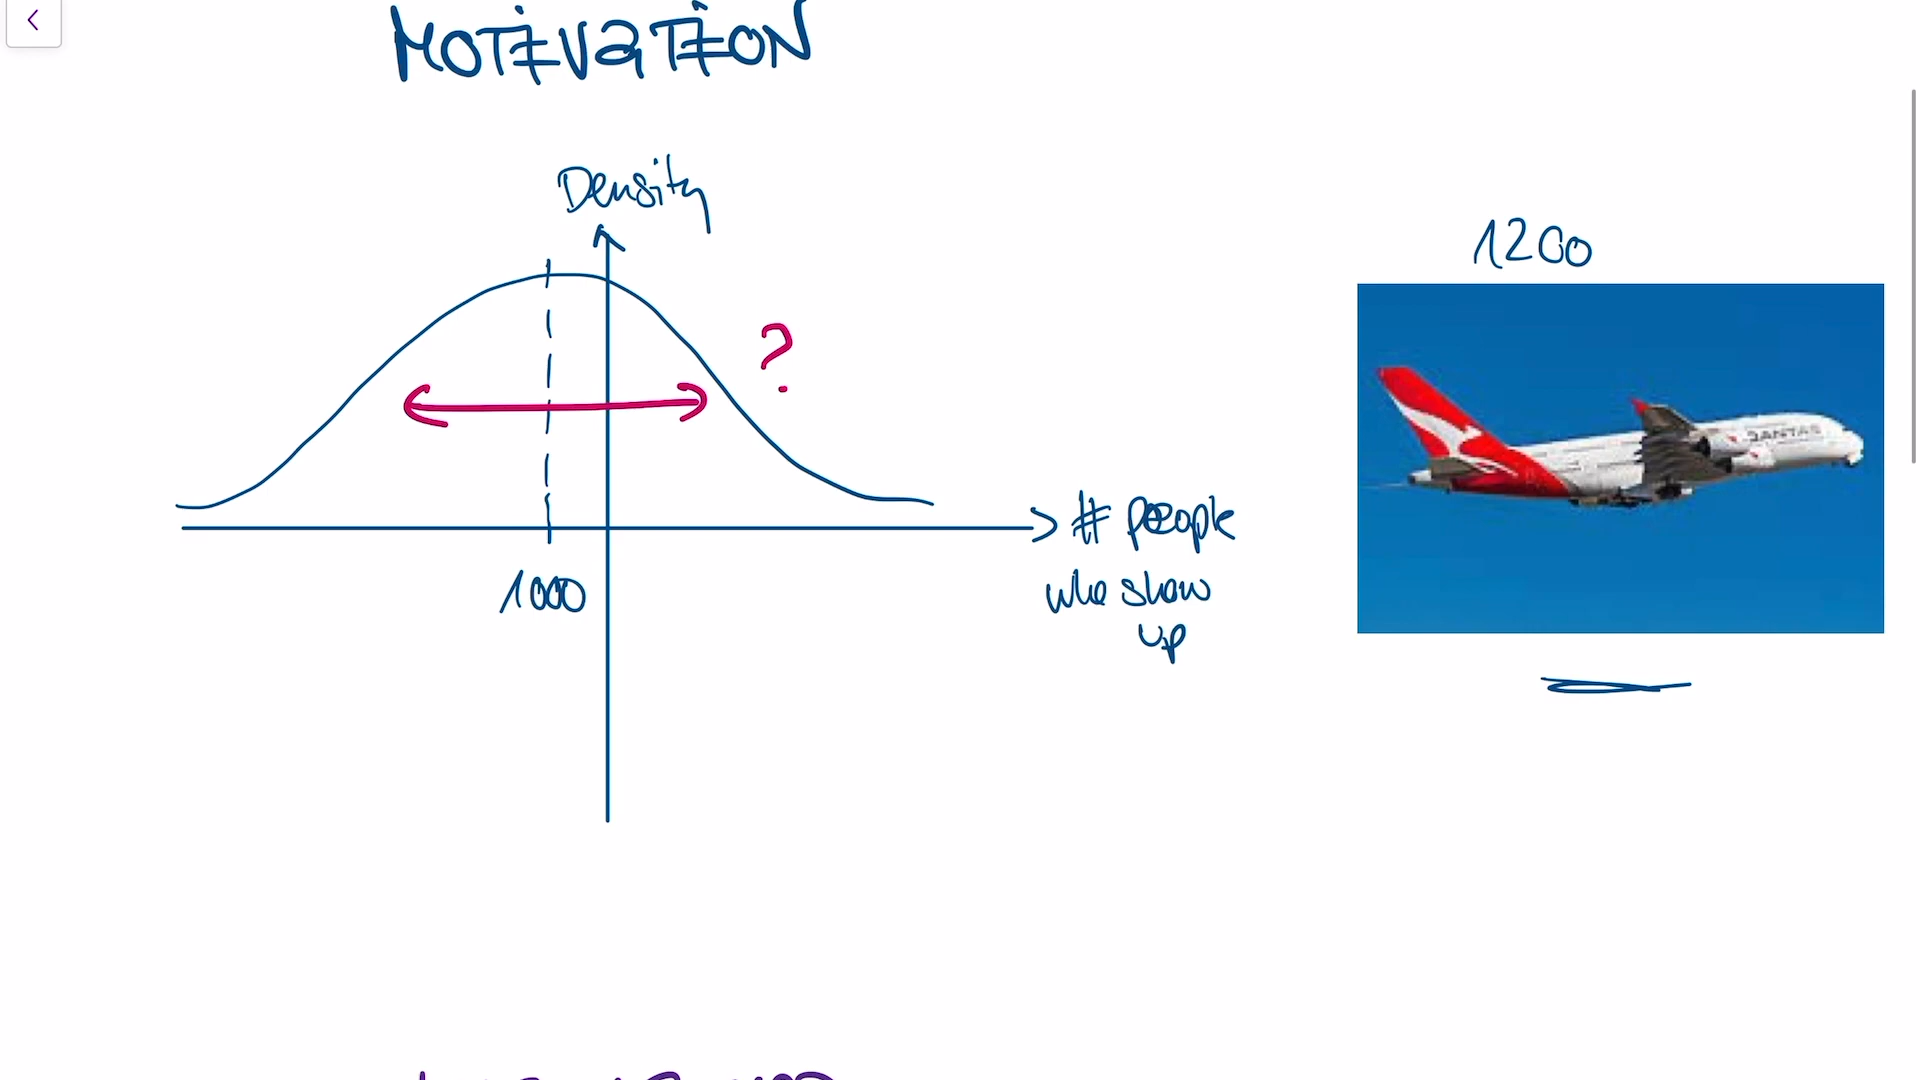 MOTIVATION
Density
?
1000
# people
who show
up
1200
QANTAS